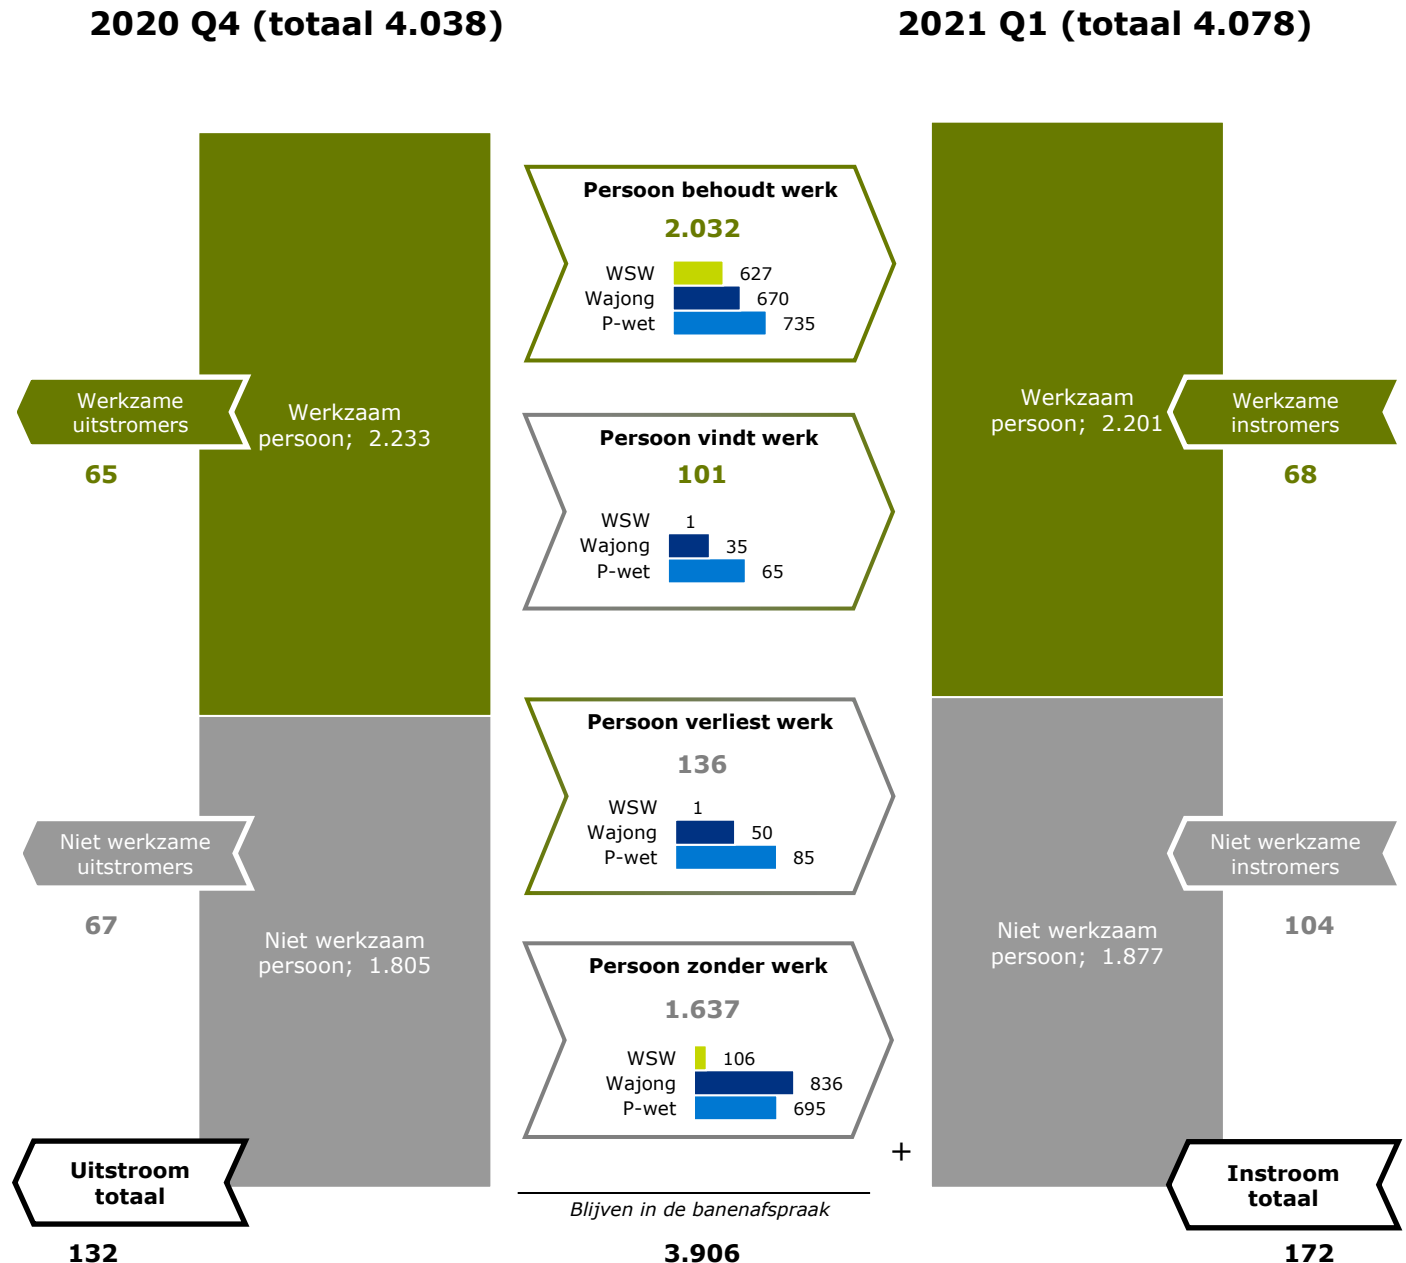 2020 Q4 (totaal 4.038)
2021 Q1 (totaal 4.078)
Persoon behoudt werk
2.032
WSW 627
Wajong 670
P-wet 735
Werkzame
uitstromers
65
Werkzaam
persoon; 2.233
Persoon vindt werk
101
WSW 1
Wajong 35
P-wet 65
Werkzaam
persoon; 2.201
Werkzame
instromers
68
Persoon verliest werk
136
WSW 1
Wajong 50
P-wet 85
Niet werkzame
uitstromers
67
Niet werkzaam
persoon; 1.805
Persoon zonder werk
1.637
WSW 106
Wajong 836
P-wet 695
Niet werkzaam
persoon; 1.877
Niet werkzame
instromers
104
+
Uitstroom
totaal
132
Blijven in de banenafspraak
3.906
Instroom
totaal
172